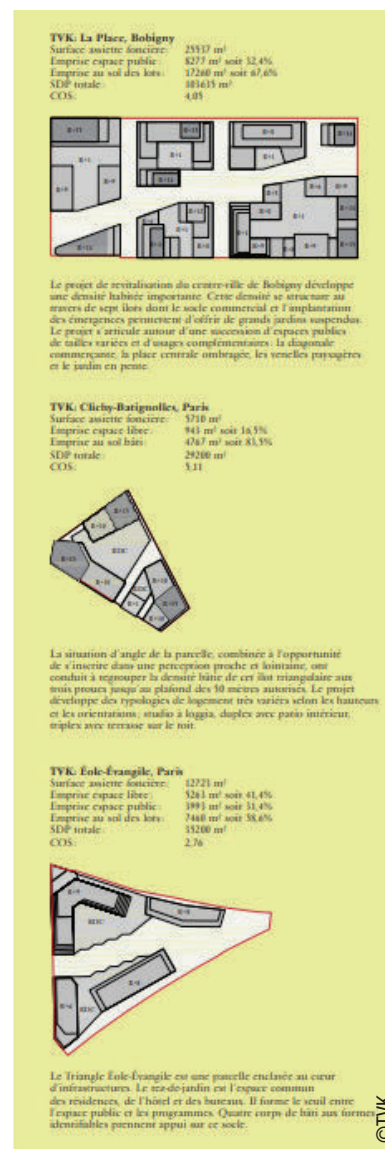 TVK: La Place, Bobigny
Surface assiette foncière: 25537 m²
Emprise espace public: 8277 m² soit 32,4%
Emprise au sol des lots: 17260 m² soit 67,6%
SDP totale: 103635 m²
COS: 4,05
Le projet de revitalisation du centre-ville de Bobigny développe
une densité habitée importante. Cette densité se structure au
travers de sept îlots dont le socle commercial et l'implantation
des émergences permettent d'offrir de grands jardins suspendus.
Le projet s'articule autour d'une succession d'espaces publics
de tailles variées et d'usages complémentaires: la diagonale
commerçante, la place centrale ombragée, les venelles paysagères
et le jardin en pente.
TVK: Clichy-Batignolles, Paris
Surface assiette foncière: 5710 m²
Emprise espace libre: 943 m² soit 16,5%
Emprise au sol bâti: 4767 m² soit 83,5%
SDP totale: 29200 m²
COS: 5,11
La situation d'angle de la parcelle, combinée à l'opportunité
de s'inscrire dans une perception proche et lointaine, ont
conduit à regrouper la densité bâtie de cet îlot triangulaire aux
trois proues jusqu'au plafond des 50 mètres autorisés. Le projet
développe des typologies de logement très variées selon les hauteurs
et les orientations: studio à loggia, duplex avec patio intérieur,
triplex avec terrasse sur le toit.
TVK: Éole-Évangile, Paris
Surface assiette foncière: 12723 m²
Emprise espace libre: 5263 m² soit 41,4%
Emprise espace public: 3993 m² soit 31,4%
Emprise au sol des lots: 7460 m² soit 58,6%
SDP totale: 35200 m²
COS: 2,76
Le Triangle Éole-Évangile est une parcelle enclavée au cœur
d'infrastructures. Le rez-de-jardin est l'espace commun
des résidences, de l'hôtel et des bureaux. Il forme le seuil entre
l'espace public et les programmes. Quatre corps de bâti aux formes
identifiables prennent appui sur ce socle.
©TVK